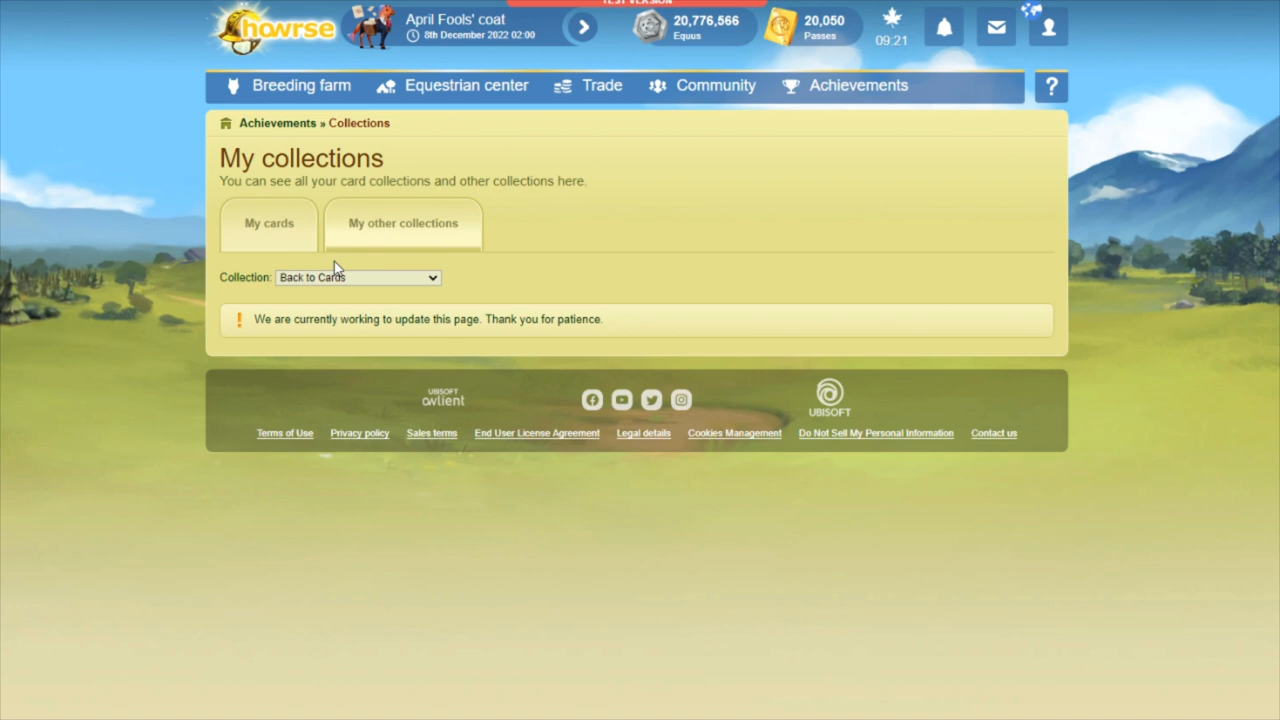 TEST VERSION
howrse
April Fools' coat
8th December 2022 02:00
20,776,566
Equus
20,050
Passes
09:21
Breeding farm
Equestrian center
Trade
Community
Achievements
?
Achievements » Collections
My collections
You can see all your card collections and other collections here.
My cards
My other collections
Collection: Back to Cards
! We are currently working to update this page. Thank you for patience.
UBISOFT
owlient
UBISOFT
Terms of Use
Privacy policy
Sales terms
End User License Agreement
Legal details
Cookies Management
Do Not Sell My Personal Information
Contact us